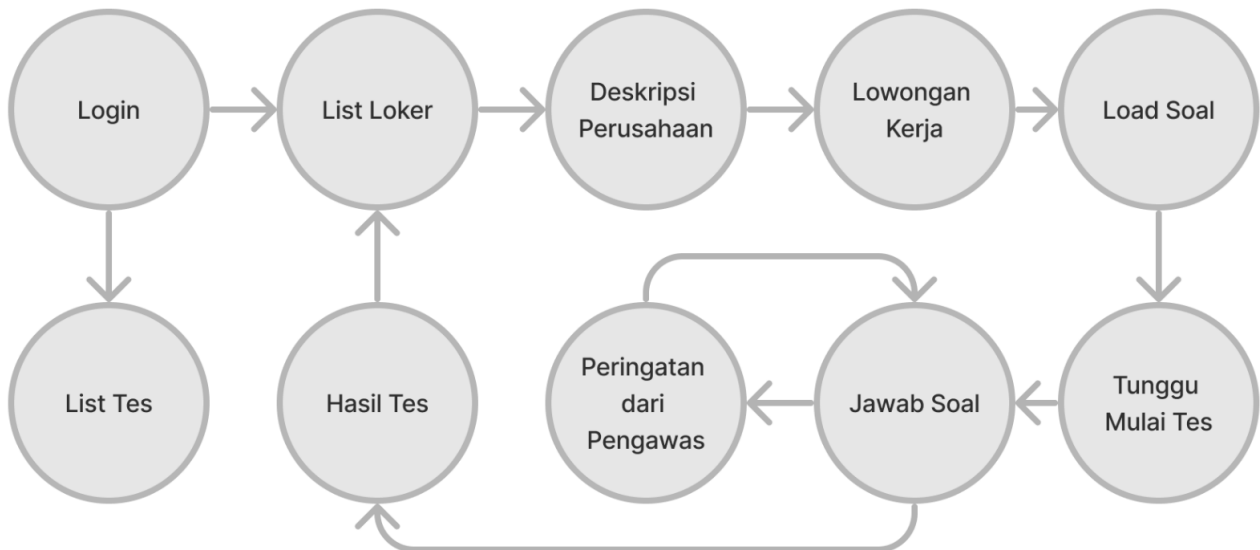 Login
List Loker
Deskripsi
Perusahaan
Lowongan
Kerja
Load Soal
List Tes
Hasil Tes
Peringatan
dari
Pengawas
Jawab Soal
Tunggu
Mulai Tes